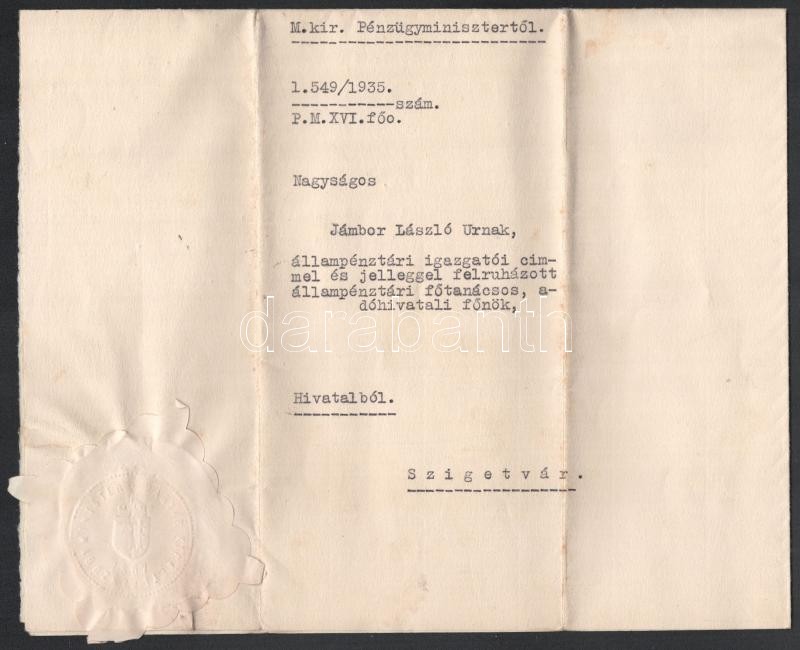 M.kir. Pénzügyminisztertől.
1.549/1935.
-----------szám.
P.M.XVI.főo.
Nagyságos
Jámbor László Urnak,
állampénztári igazgatói cim-
mel és jelleggel felruházott
állampénztári főtanácsos, a-
dóhivatali főnök,
darabanth
Hivatalból.
Szigetvár.